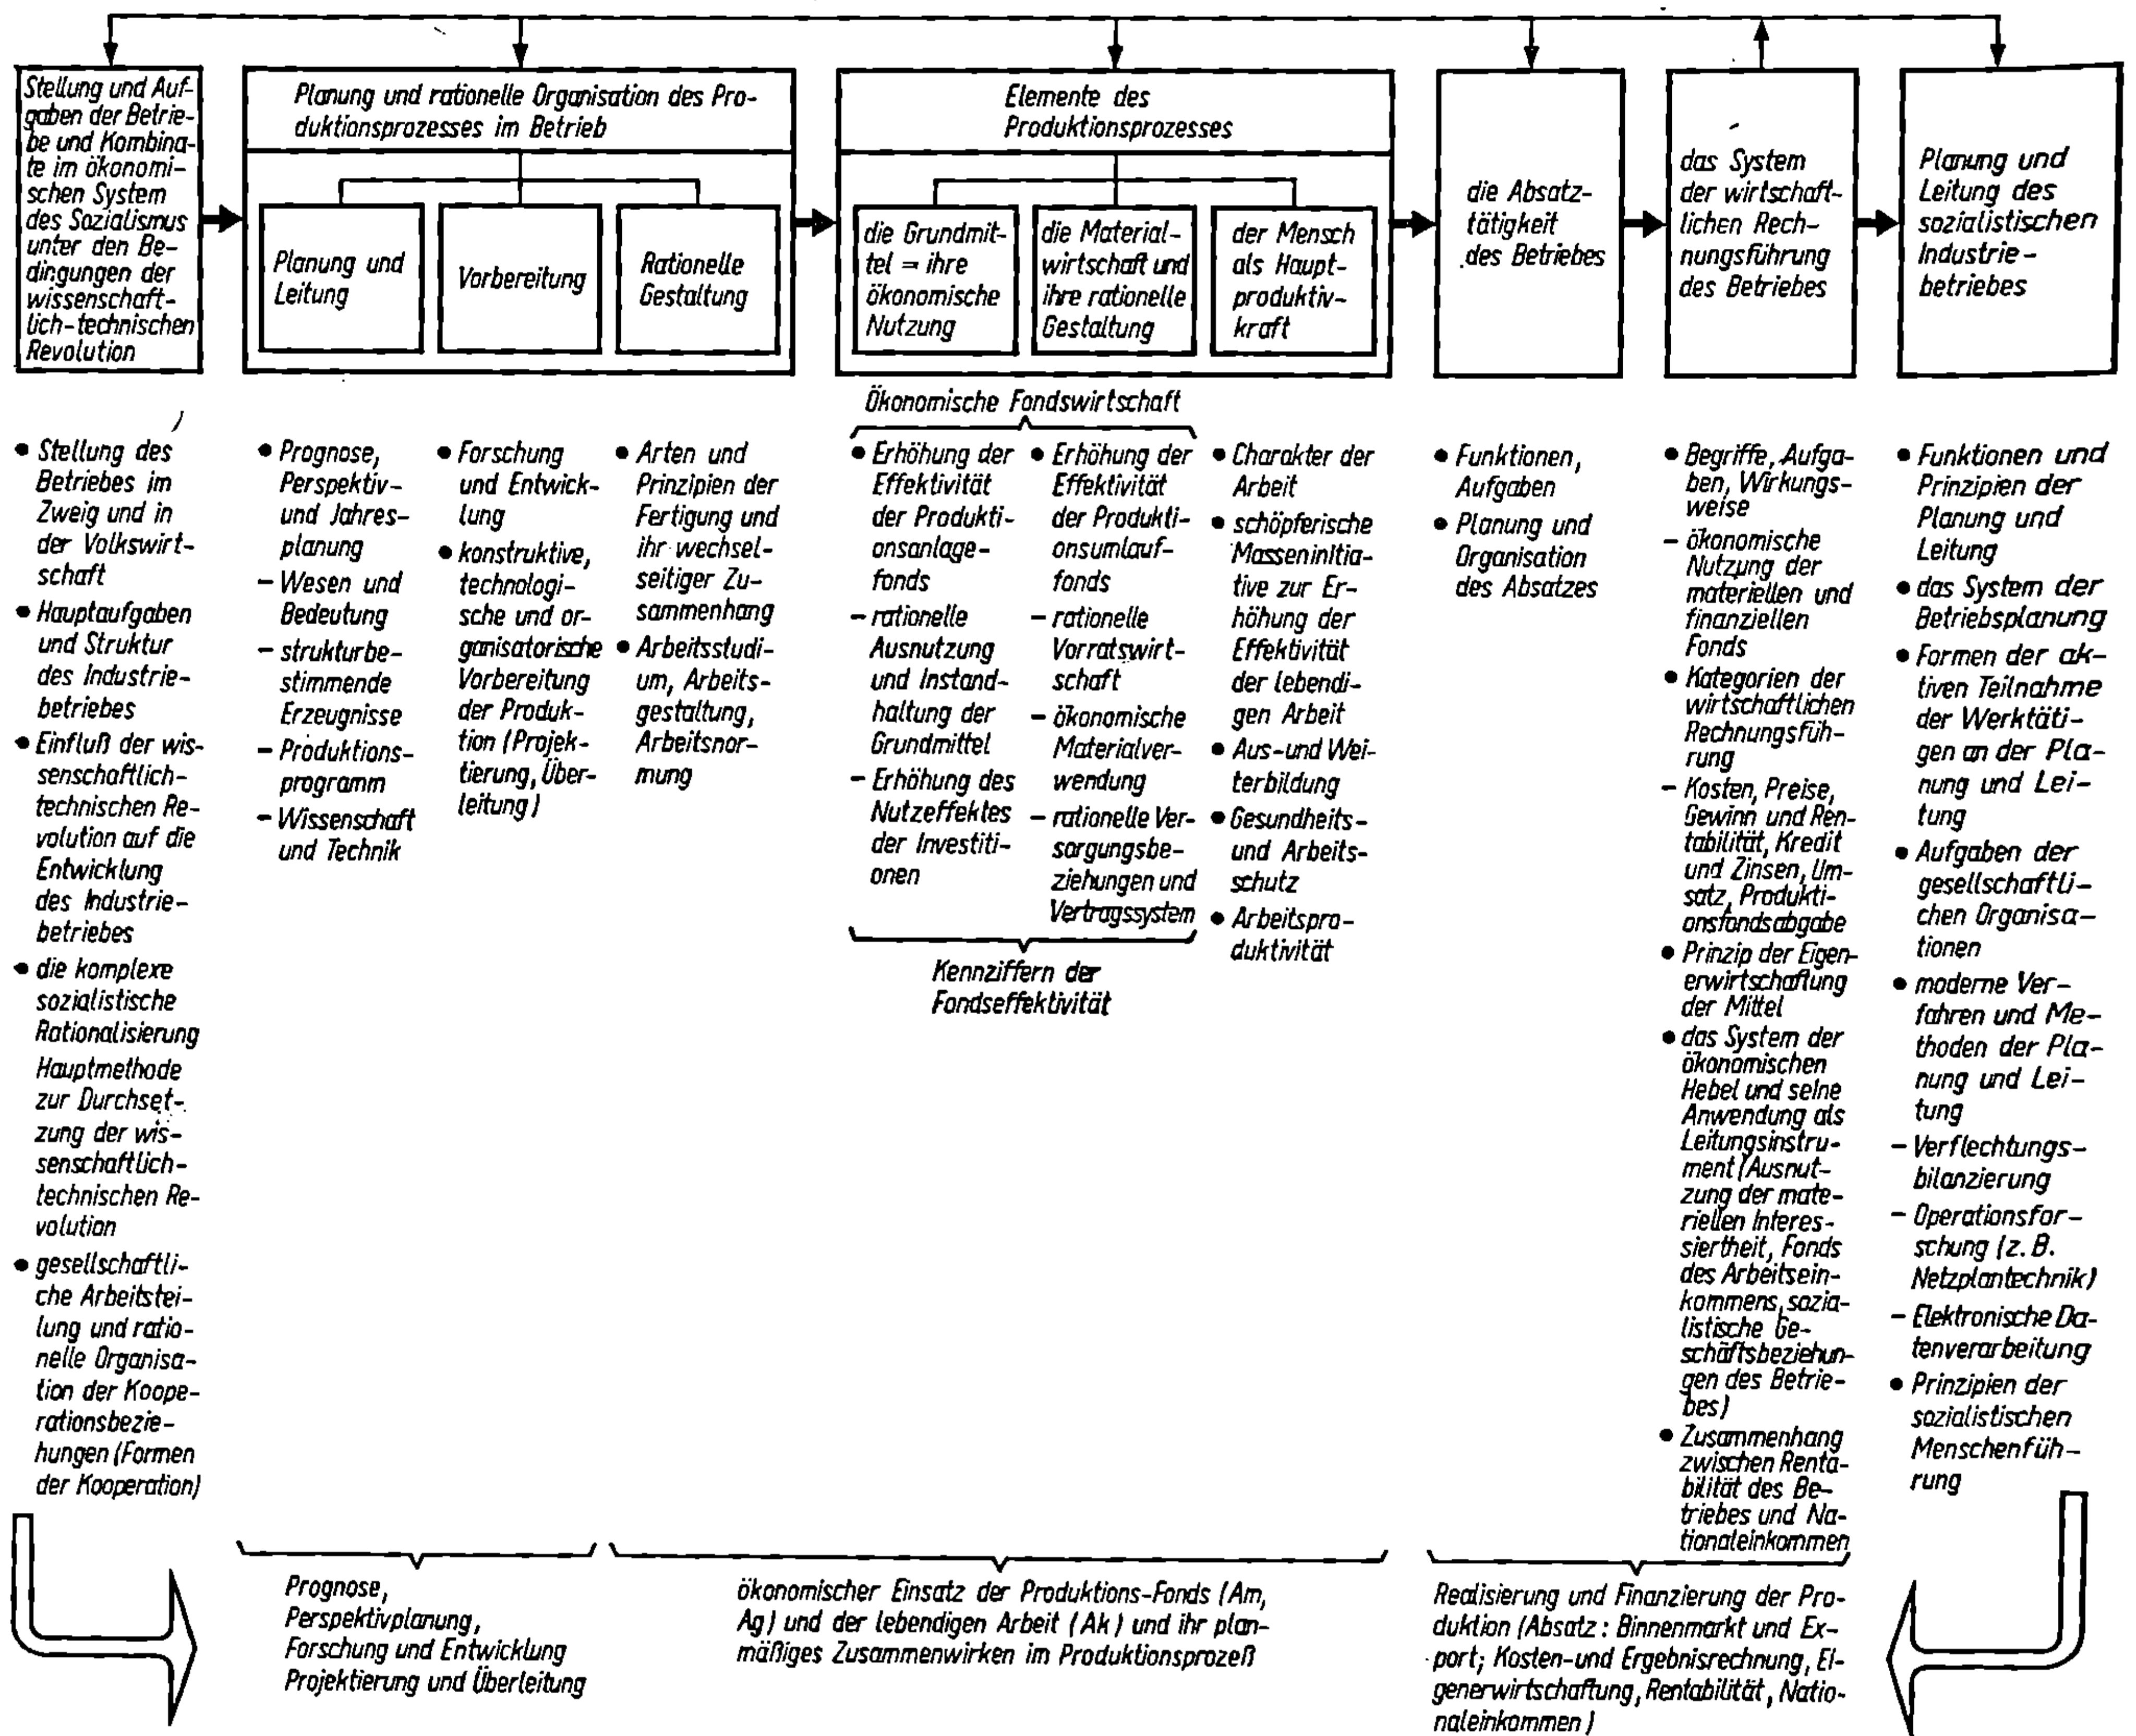 Stellung und Auf-
gaben der Betrie-
be und Kombina-
te im ökonomi-
schen System
des Sozialismus
unter den Be-
dingungen der
wissenschaft-
lich-technischen
Revolution
Planung und rationelle Organisation des Pro-
duktionsprozesses im Betrieb
Planung und
Leitung
Vorbereitung
Rationelle
Gestaltung
Elemente des
Produktionsprozesses
die Grundmit-
tel = ihre
ökonomische
Nutzung
die Material-
wirtschaft und
ihre rationelle
Gestaltung
der Mensch
als Haupt-
produktiv-
kraft
die Absatz-
tätigkeit
des Betriebes
das System
der wirtschaft-
lichen Rech-
nungsführung
des Betriebes
Planung und
Leitung des
sozialistischen
Industrie-
betriebes
• Stellung des
Betriebes im
Zweig und in
der Volkswirt-
schaft
• Hauptaufgaben
und Struktur
des Industrie-
betriebes
• Einfluß der wis-
senschaftlich-
technischen Re-
volution auf die
Entwicklung
des Industrie-
betriebes
• die komplexe
sozialistische
Rationalisierung
Hauptmethode
zur Durchset-
zung der wis-
senschaftlich-
technischen Re-
volution
• gesellschaftli-
che Arbeitstei-
lung und ratio-
nelle Organisa-
tion der Koope-
rationsbezie-
hungen (Formen
der Kooperation)
• Prognose,
Perspektiv-
und Jahres-
planung
– Wesen und
Bedeutung
– strukturbe-
stimmende
Erzeugnisse
– Produktions-
programm
– Wissenschaft
und Technik
• Forschung
und Entwick-
lung
• konstruktive,
technologi-
sche und or-
ganisatorische
Vorbereitung
der Produk-
tion (Projek-
tierung, Über-
leitung)
• Arten und
Prinzipien der
Fertigung und
ihr wechsel-
seitiger Zu-
sammenhang
• Arbeitsstudi-
um, Arbeits-
gestaltung,
Arbeitsnor-
mung
Ökonomische Fondswirtschaft
• Erhöhung der
Effektivität
der Produkti-
onsanlage-
fonds
– rationelle
Ausnutzung
und Instand-
haltung der
Grundmittel
– Erhöhung des
Nutzeffektes
der Investiti-
onen
• Erhöhung der
Effektivität
der Produkti-
onsumlauf-
fonds
– rationelle
Vorratswirt-
schaft
– ökonomische
Materialver-
wendung
– rationelle Ver-
sorgungsbe-
ziehungen und
Vertragssystem
Kennziffern der
Fondseffektivität
• Charakter der
Arbeit
• schöpferische
Masseninitia-
tive zur Er-
höhung der
Effektivität
der lebendi-
gen Arbeit
• Aus-und Wei-
terbildung
• Gesundheits-
und Arbeits-
schutz
• Arbeitspro-
duktivität
• Funktionen,
Aufgaben
• Planung und
Organisation
des Absatzes
• Begriffe, Aufga-
ben, Wirkungs-
weise
– ökonomische
Nutzung der
materiellen und
finanziellen
Fonds
• Kategorien der
wirtschaftlichen
Rechnungsfüh-
rung
– Kosten, Preise,
Gewinn und Ren-
tabilität, Kredit
und Zinsen, Um-
satz, Produkti-
onsfondsabgabe
• Prinzip der Eigen-
erwirtschaftung
der Mittel
• das System der
ökonomischen
Hebel und seine
Anwendung als
Leitungsinstru-
ment (Ausnut-
zung der mate-
riellen Interes-
siertheit, Fonds
des Arbeitsein-
kommens, sozia-
listische Ge-
schäftsbeziehun-
gen des Betrie-
bes)
• Zusammenhang
zwischen Renta-
bilität des Be-
triebes und Na-
tionaleinkommen
• Funktionen und
Prinzipien der
Planung und
Leitung
• das System der
Betriebsplanung
• Formen der ak-
tiven Teilnahme
der Werktäti-
gen an der Pla-
nung und Lei-
tung
• Aufgaben der
gesellschaftli-
chen Organisa-
tionen
• moderne Ver-
fahren und Me-
thoden der Pla-
nung und Lei-
tung
– Verflechtungs-
bilanzierung
– Operationsfor-
schung (z. B.
Netzplantechnik)
– Elektronische Da-
tenverarbeitung
• Prinzipien der
sozialistischen
Menschenfüh-
rung
Prognose,
Perspektivplanung,
Forschung und Entwicklung
Projektierung und Überleitung
ökonomischer Einsatz der Produktions-Fonds (Am,
Ag) und der lebendigen Arbeit (Ak) und ihr plan-
mäßiges Zusammenwirken im Produktionsprozeß
Realisierung und Finanzierung der Pro-
duktion (Absatz: Binnenmarkt und Ex-
port; Kosten-und Ergebnisrechnung, Ei-
generwirtschaftung, Rentabilität, Natio-
naleinkommen)